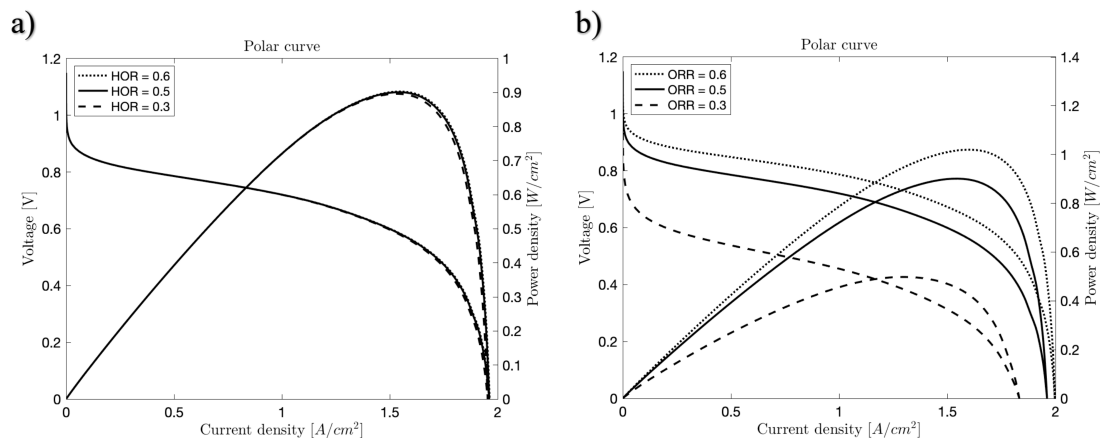 a)
Polar curve
HOR = 0.6
HOR = 0.5
HOR = 0.3
Voltage [V]
0
0.2
0.4
0.6
0.8
1
1.2
Power density [W/cm²]
0
0.1
0.2
0.3
0.4
0.5
0.6
0.7
0.8
0.9
1
0
0.5
1
1.5
2
Current density [A/cm²]
b)
Polar curve
ORR = 0.6
ORR = 0.5
ORR = 0.3
Voltage [V]
0
0.2
0.4
0.6
0.8
1
1.2
Power density [W/cm²]
0
0.2
0.4
0.6
0.8
1
1.2
1.4
0
0.5
1
1.5
2
Current density [A/cm²]